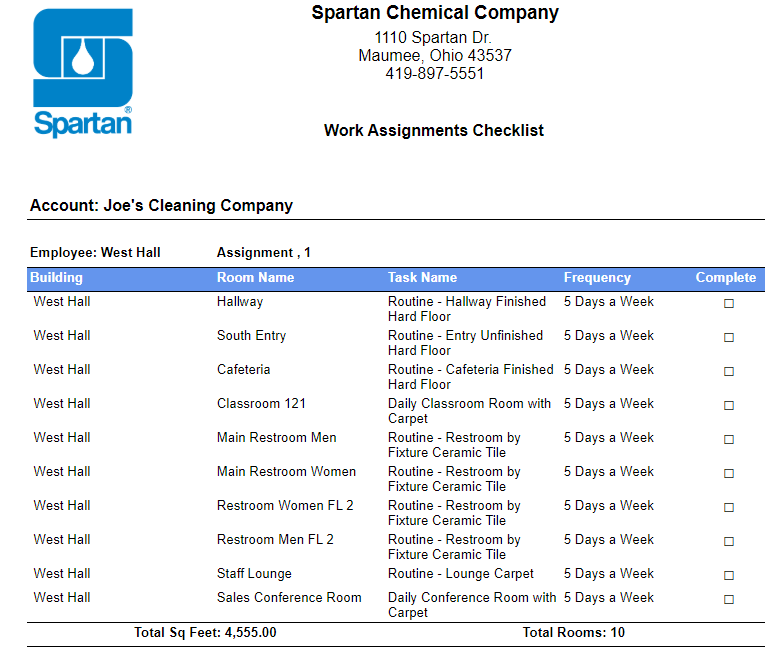 Spartan Chemical Company
1110 Spartan Dr.
Maumee, Ohio 43537
419-897-5551
Spartan®
Work Assignments Checklist
Account: Joe's Cleaning Company
Employee: West Hall Assignment , 1
Building Room Name Task Name Frequency Complete
West Hall Hallway Routine - Hallway Finished 5 Days a Week
Hard Floor
West Hall South Entry Routine - Entry Unfinished 5 Days a Week
Hard Floor
West Hall Cafeteria Routine - Cafeteria Finished 5 Days a Week
Hard Floor
West Hall Classroom 121 Daily Classroom Room with 5 Days a Week
Carpet
West Hall Main Restroom Men Routine - Restroom by 5 Days a Week
Fixture Ceramic Tile
West Hall Main Restroom Women Routine - Restroom by 5 Days a Week
Fixture Ceramic Tile
West Hall Restroom Women FL 2 Routine - Restroom by 5 Days a Week
Fixture Ceramic Tile
West Hall Restroom Men FL 2 Routine - Restroom by 5 Days a Week
Fixture Ceramic Tile
West Hall Staff Lounge Routine - Lounge Carpet 5 Days a Week
West Hall Sales Conference Room Daily Conference Room with 5 Days a Week
Carpet
Total Sq Feet: 4,555.00 Total Rooms: 10